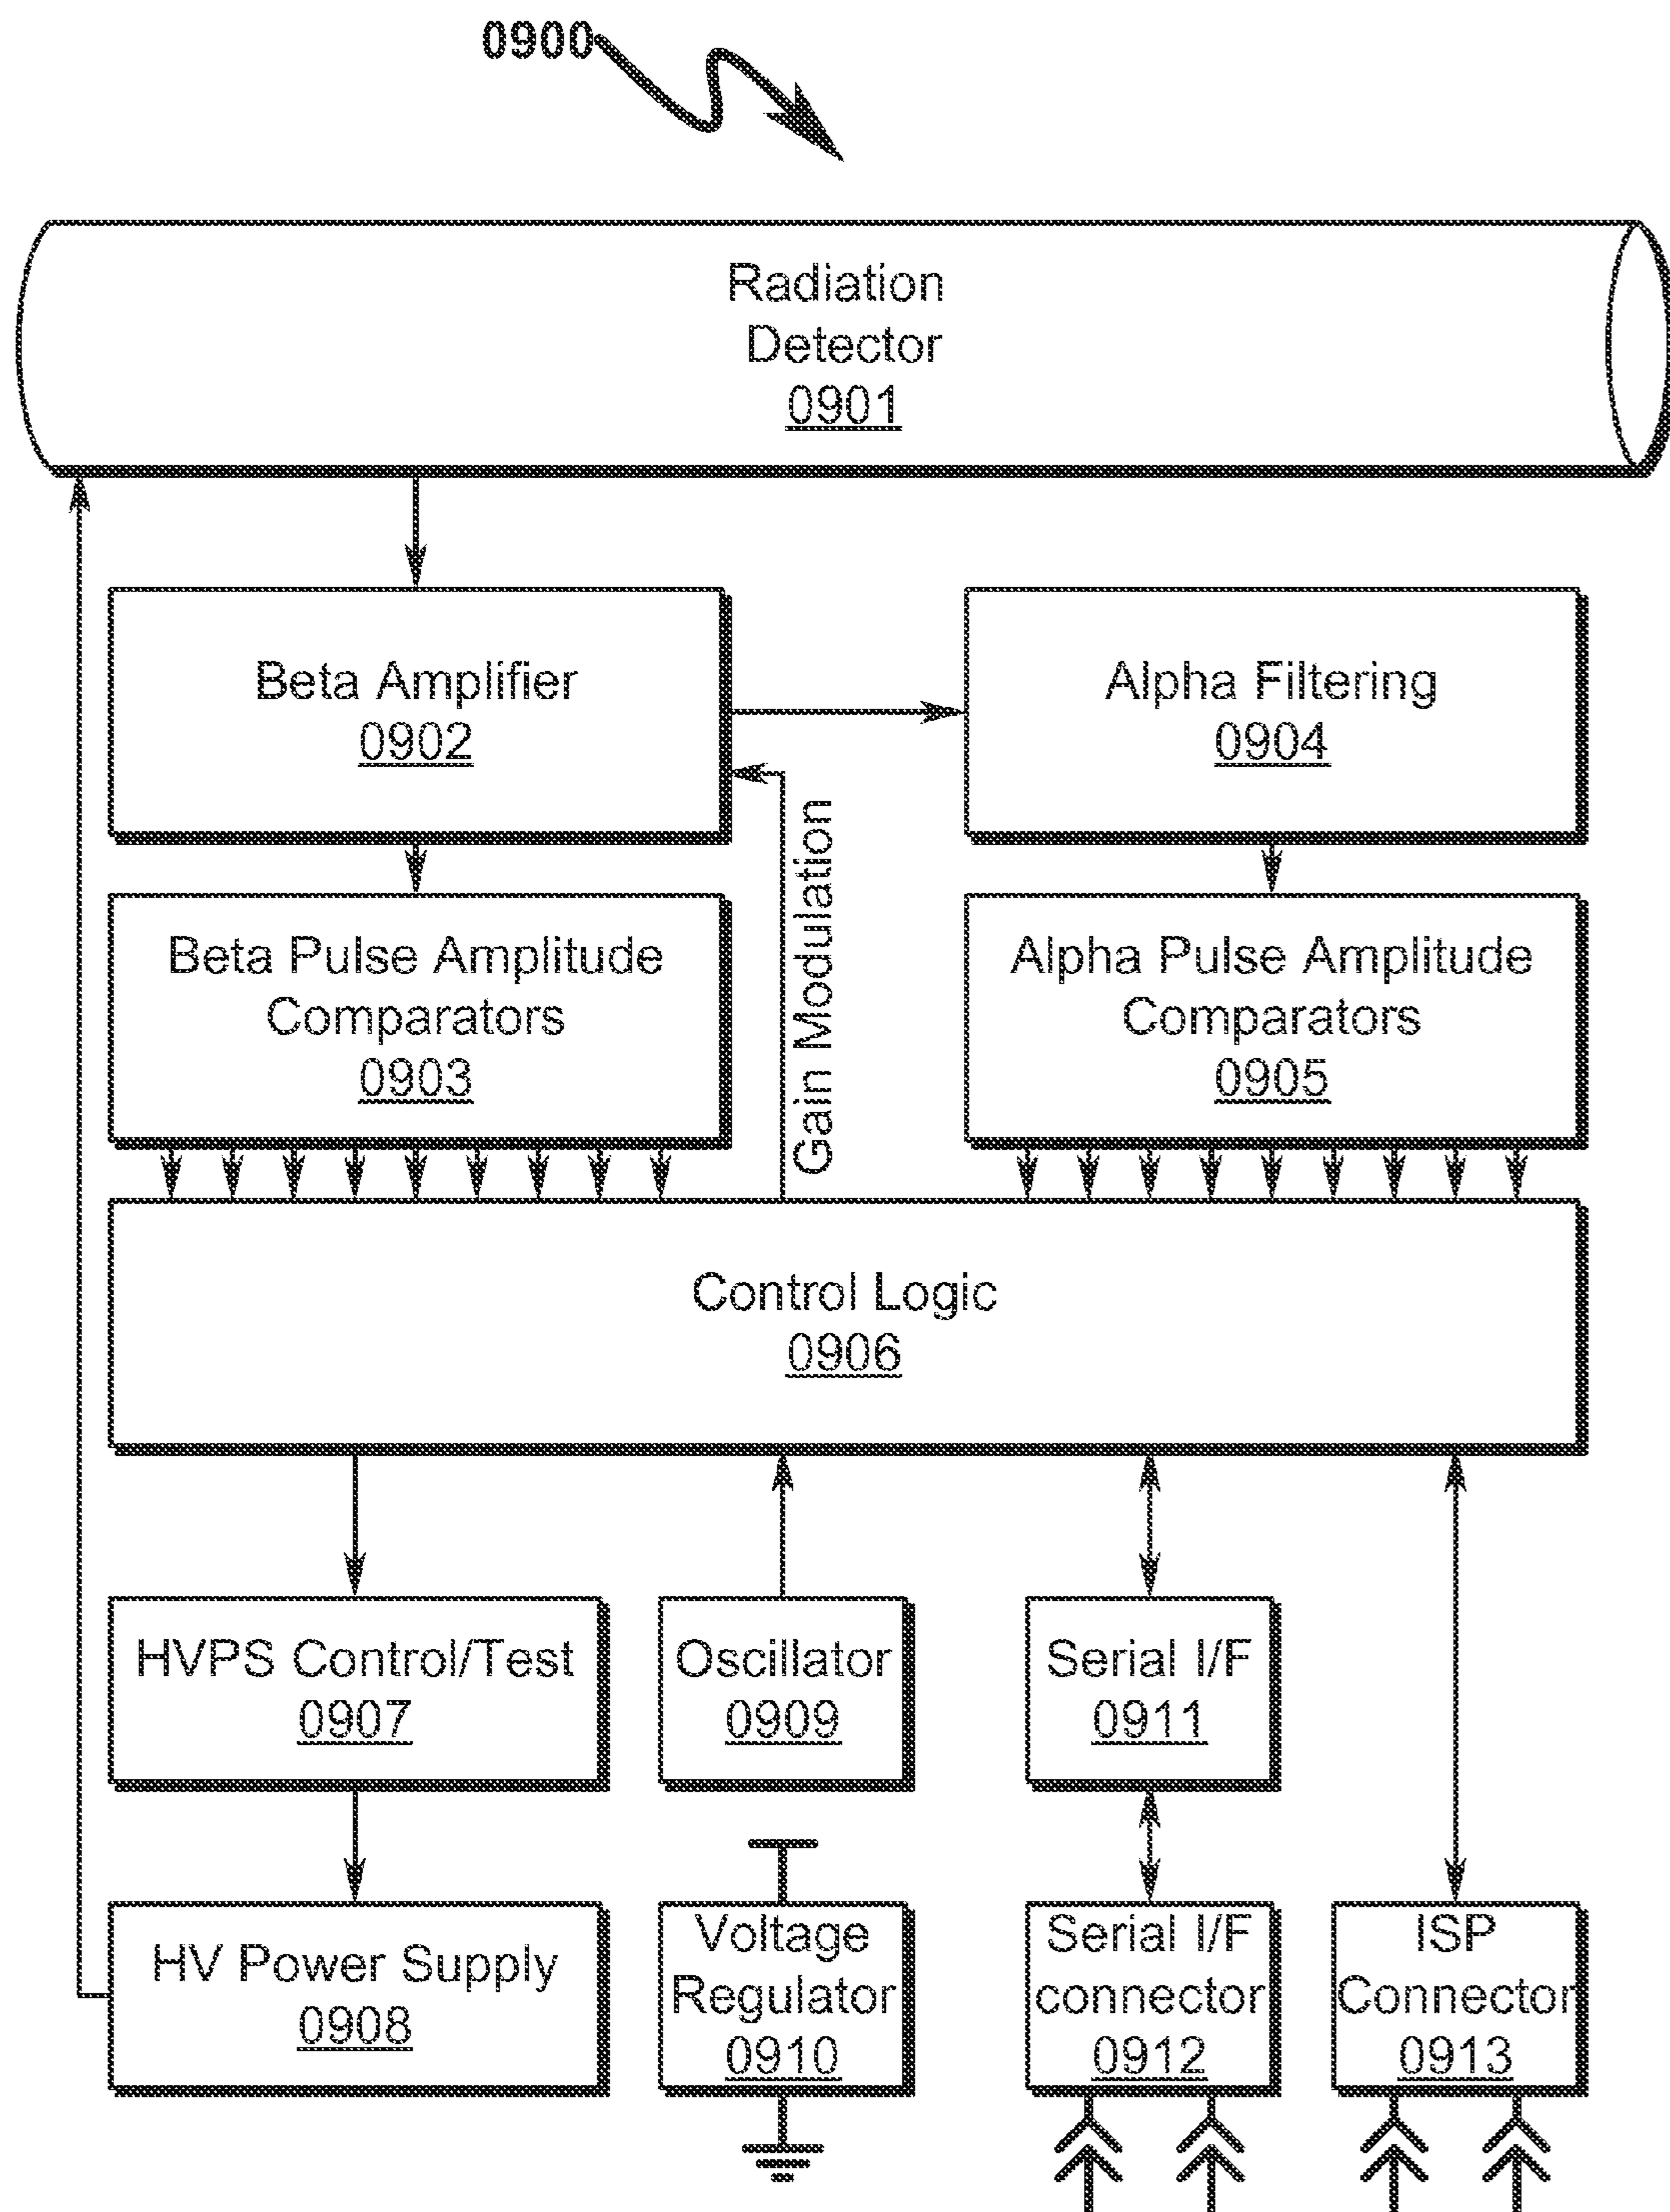 0900
Radiation
Detector
0901
Beta Amplifier
0902
Alpha Filtering
0904
Gain Modulation
Beta Pulse Amplitude
Comparators
0903
Alpha Pulse Amplitude
Comparators
0905
Control Logic
0906
HVPS Control/Test
0907
Oscillator
0909
Serial I/F
0911
HV Power Supply
0908
Voltage
Regulator
0910
Serial I/F
connector
0912
ISP
Connector
0913